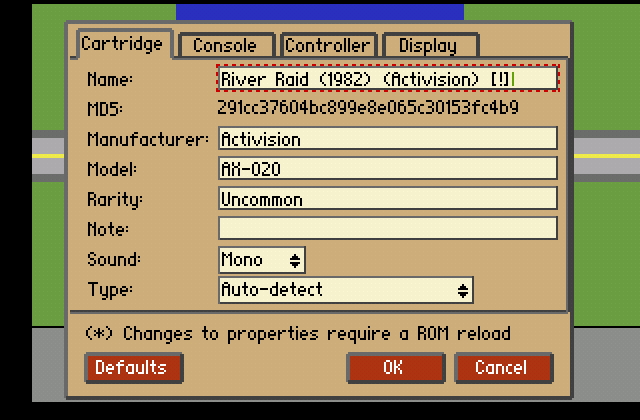 Cartridge Console Controller Display
Name: River Raid (1982) (Activision) [!]
MD5: 291cc37604bc899e8e065c30153fc4b9
Manufacturer: Activision
Model: AX-020
Rarity: Uncommon
Note:
Sound: Mono
Type: Auto-detect
(*) Changes to properties require a ROM reload
Defaults OK Cancel